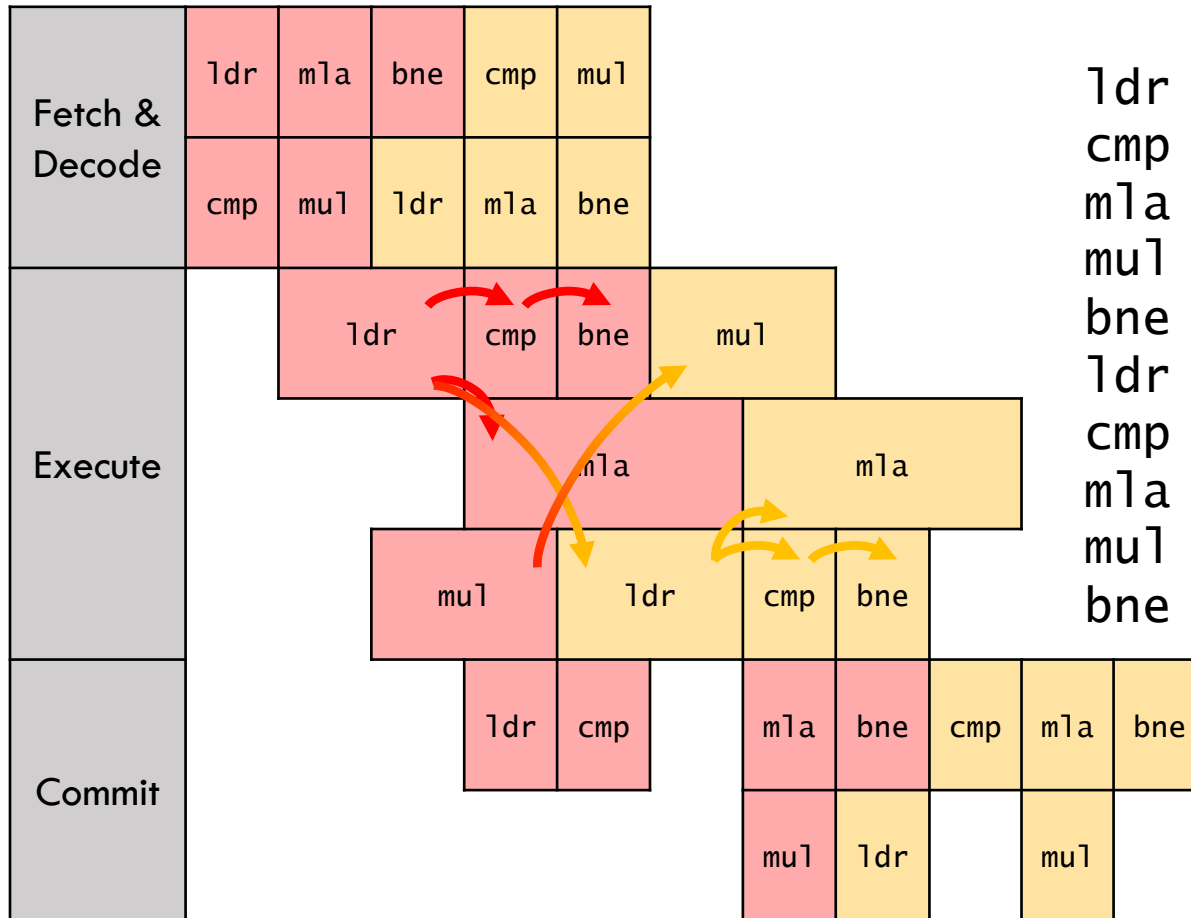 ldr mla bne cmp mul
Fetch &
Decode
cmp mul ldr mla bne
ldr cmp bne mul
Execute
mla mla
mul ldr cmp bne
ldr cmp mla bne cmp mla bne
Commit
mul ldr mul
ldr
cmp
mla
mul
bne
ldr
cmp
mla
mul
bne